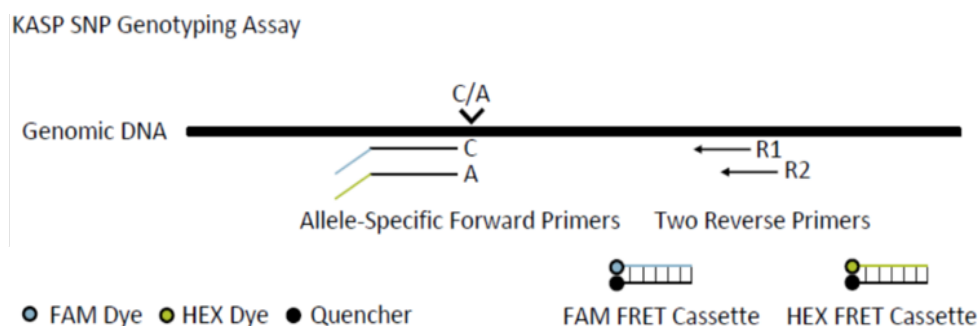 KASP SNP Genotyping Assay
C/A
Genomic DNA
C
R1
A
R2
Allele-Specific Forward Primers
Two Reverse Primers
FAM Dye
HEX Dye
Quencher
FAM FRET Cassette
HEX FRET Cassette